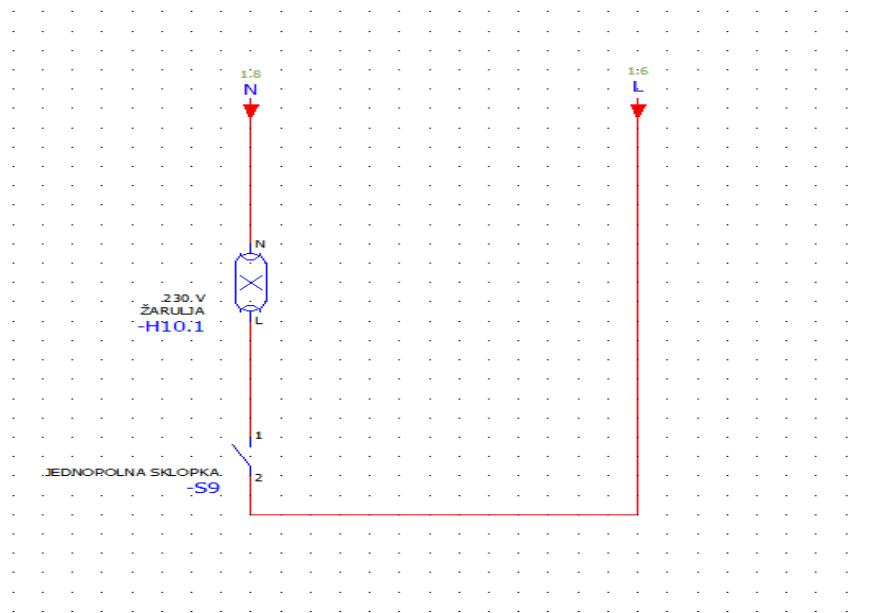 1:8
N
1:6
L
N
230 V
ŽARULJA
-H10.1
L
1
JEDNOPOLNA SKLOPKA
-S9
2